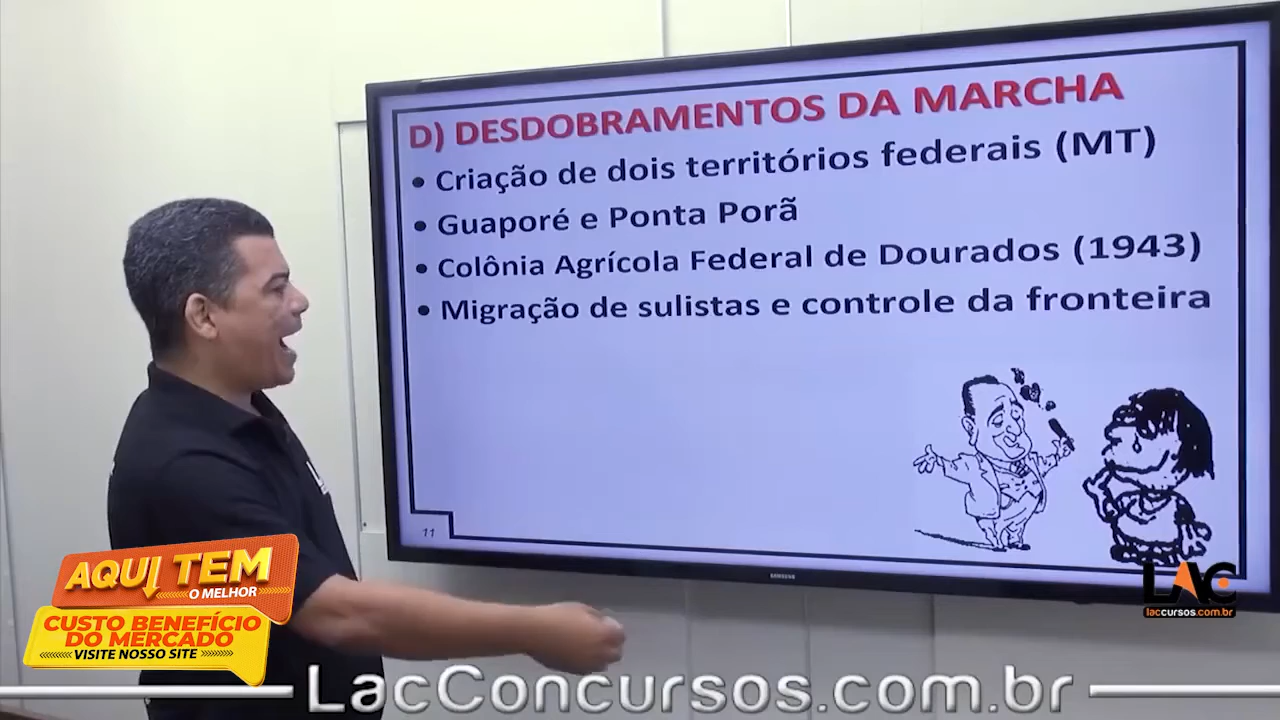 D) DESDOBRAMENTOS DA MARCHA
• Criação de dois territórios federais (MT)
• Guaporé e Ponta Porã
• Colônia Agrícola Federal de Dourados (1943)
• Migração de sulistas e controle da fronteira
11
SAMSUNG
AQUI TEM
O MELHOR
CUSTO BENEFÍCIO
DO MERCADO
VISITE NOSSO SITE
LAC
laccursos.com.br
LacConcursos.com.br